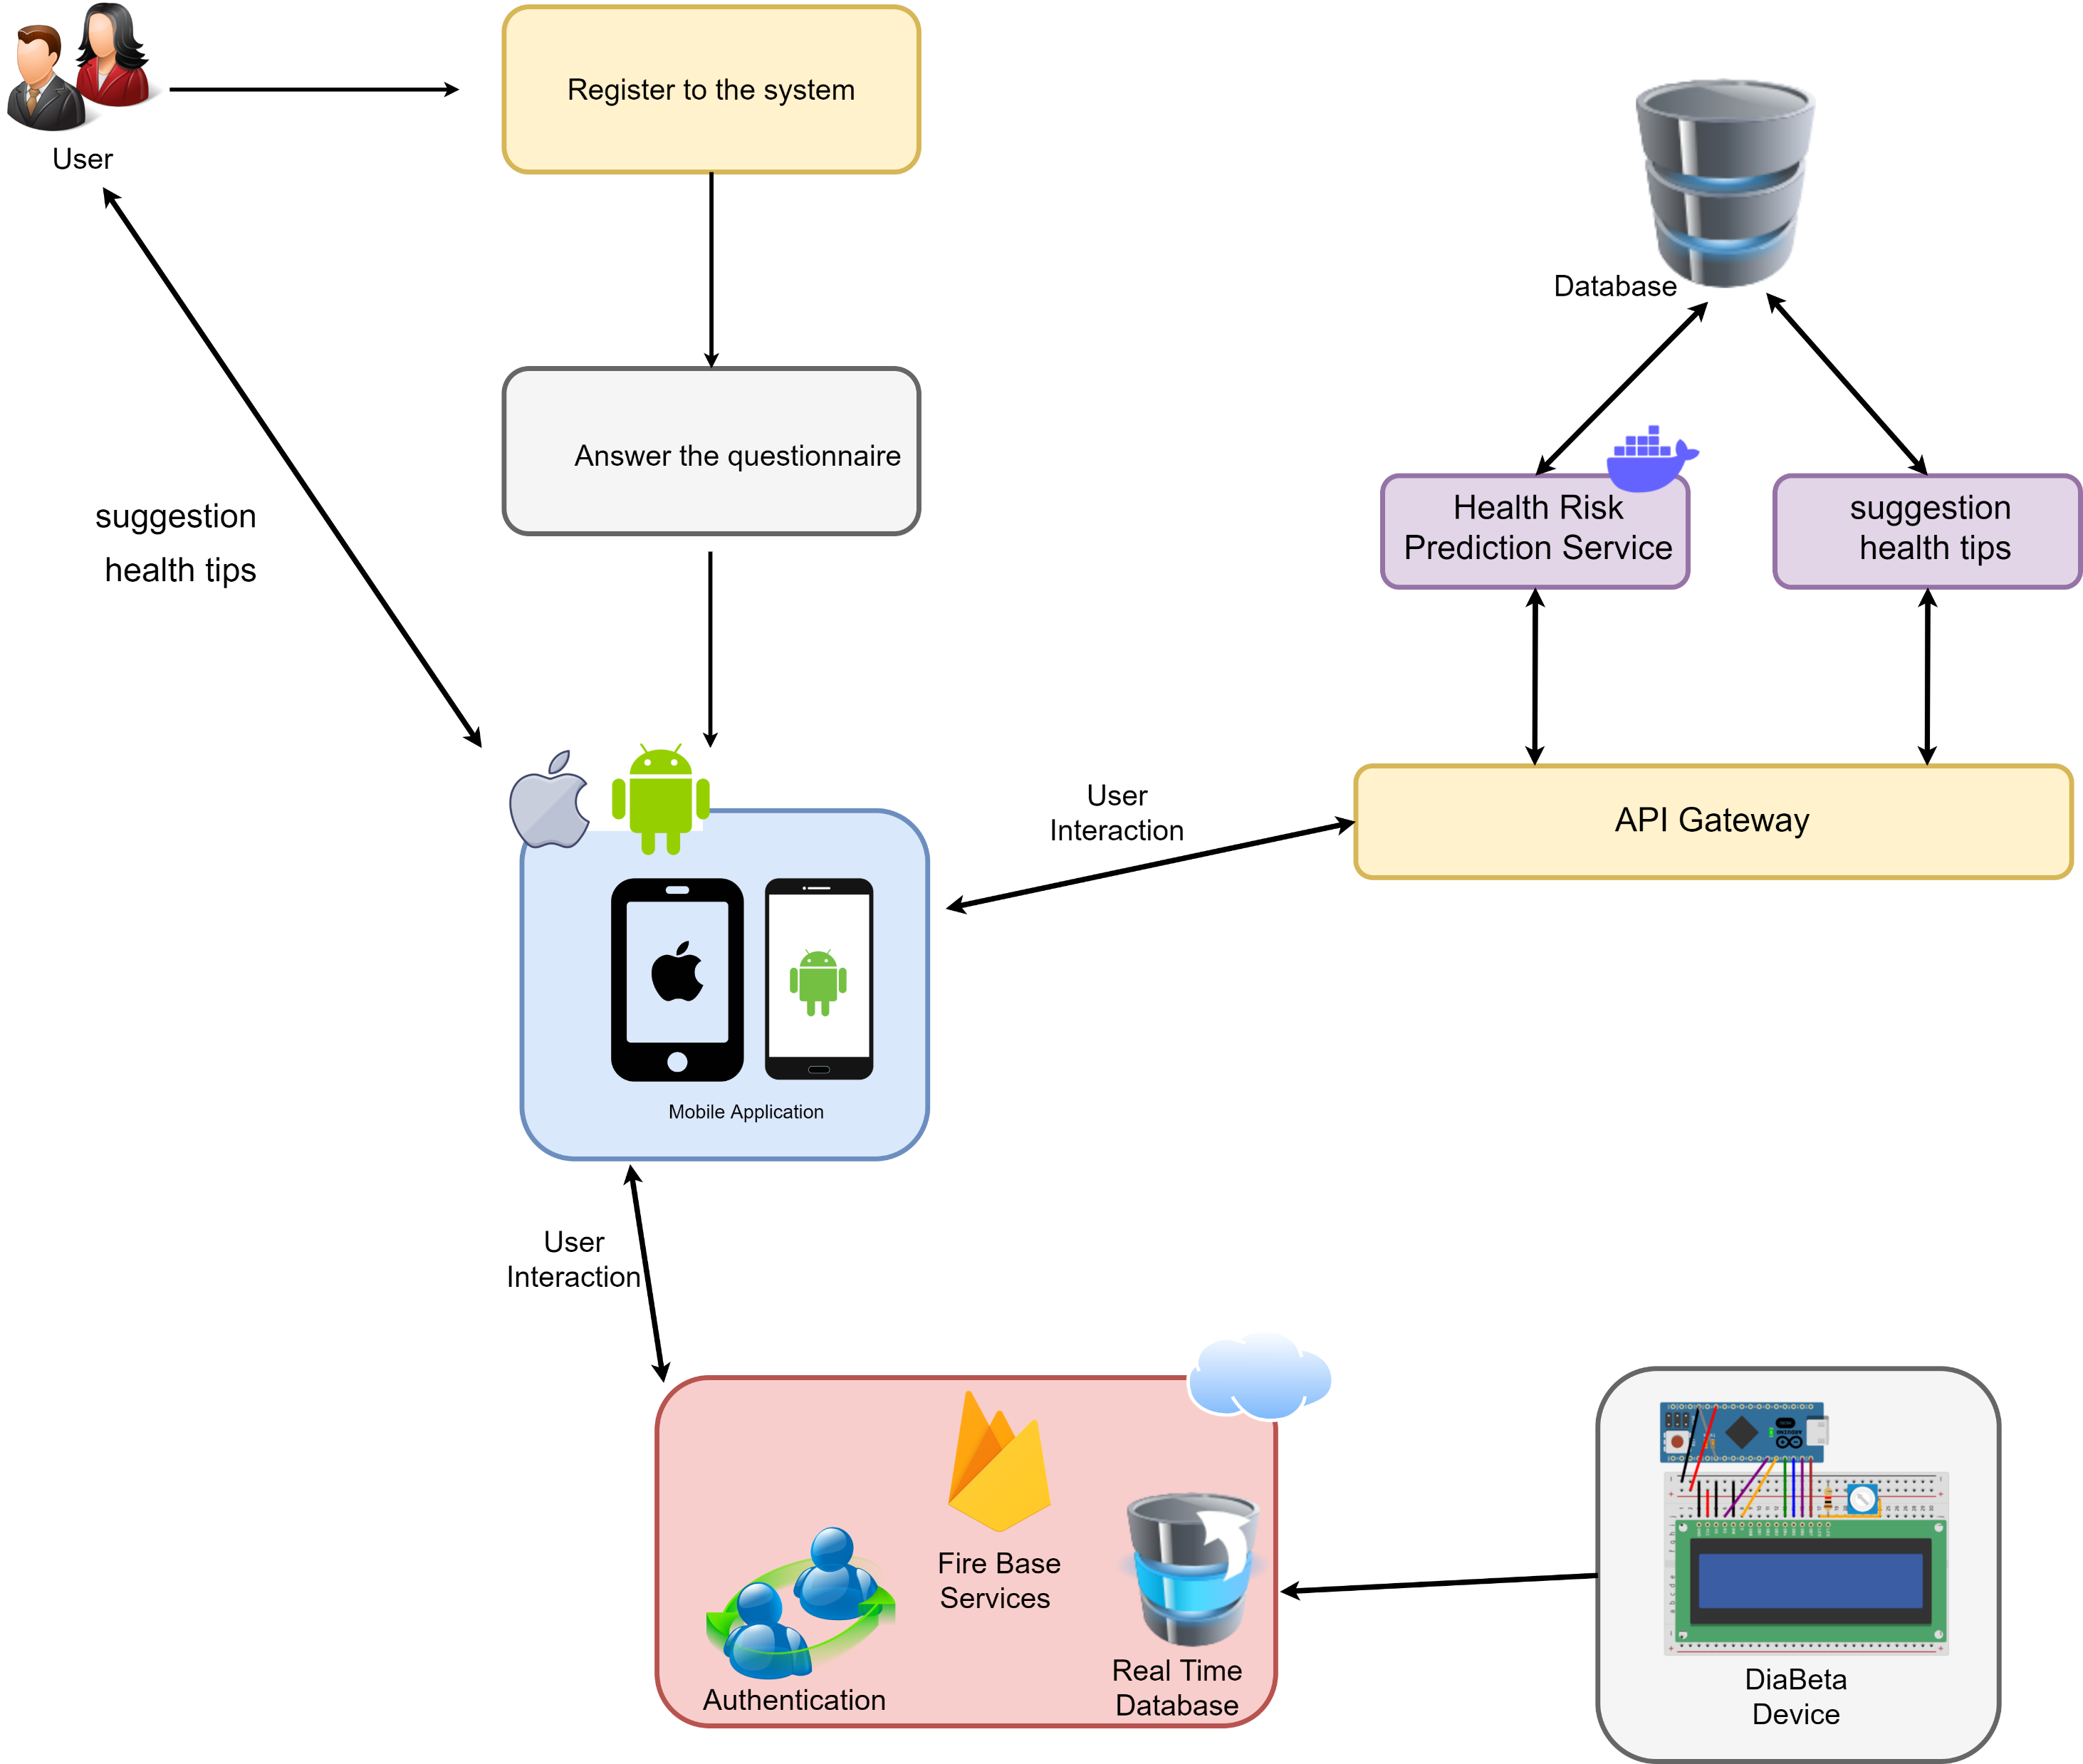 Register to the system
User
Database
Answer the questionnaire
suggestion
health tips
Health Risk
Prediction Service
suggestion
health tips
User
Interaction
API Gateway
Mobile Application
User
Interaction
Fire Base
Services
Authentication
Real Time
Database
DiaBeta
Device